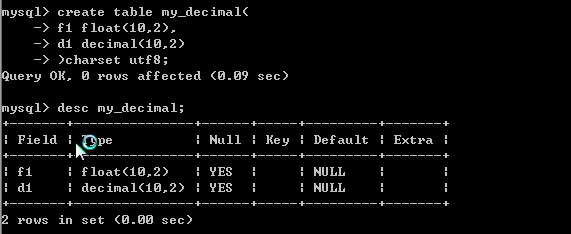 mysql> create table my_decimal(
    -> f1 float(10,2),
    -> d1 decimal(10,2)
    -> )charset utf8;
Query OK, 0 rows affected (0.09 sec)

mysql> desc my_decimal;
+-------+---------------+------+-----+---------+-------+
| Field | Type          | Null | Key | Default | Extra |
+-------+---------------+------+-----+---------+-------+
| f1    | float(10,2)   | YES  |     | NULL    |       |
| d1    | decimal(10,2) | YES  |     | NULL    |       |
+-------+---------------+------+-----+---------+-------+
2 rows in set (0.00 sec)